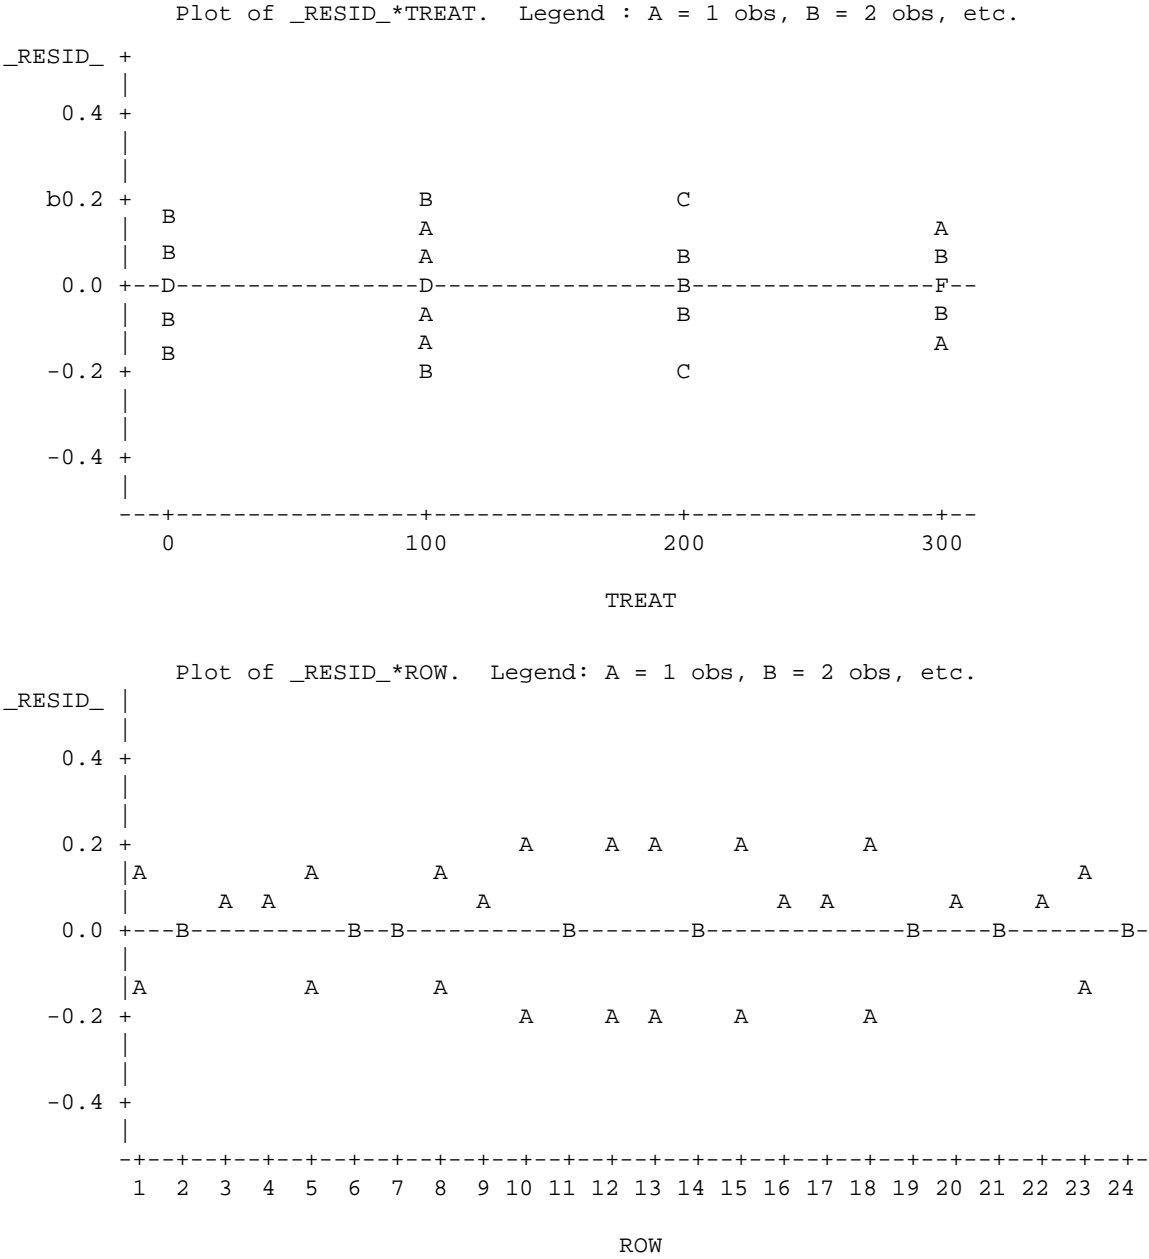 Plot of _RESID_*TREAT.  Legend : A = 1 obs, B = 2 obs, etc.
_RESID_ +
        |
    0.4 +
        |
        |
   b0.2 +                    B                 C
        |  B
        |                    A                                   A
        |  B                 A                 B                 B
    0.0 +--D-----------------D-----------------B-----------------F--
        |  B                 A                 B                 B
        |                    A                                   A
        |  B
   -0.2 +                    B                 C
        |
        |
   -0.4 +
        |
        ---+-----------------+-----------------+-----------------+--
           0                100               200               300
TREAT
Plot of _RESID_*ROW.  Legend: A = 1 obs, B = 2 obs, etc.
_RESID_ |
        |
    0.4 +
        |
        |
    0.2 +                           A     A  A     A        A
        |A           A        A                                            A
        |      A  A              A                    A  A        A     A
    0.0 +---B-----------B--B-----------B--------B--------------B-----B--------B-
        |
        |A           A        A                                            A
   -0.2 +                           A     A  A     A        A
        |
        |
   -0.4 +
        |
        -+--+--+--+--+--+--+--+--+--+--+--+--+--+--+--+--+--+--+--+--+--+--+--+-
         1  2  3  4  5  6  7  8  9 10 11 12 13 14 15 16 17 18 19 20 21 22 23 24
ROW